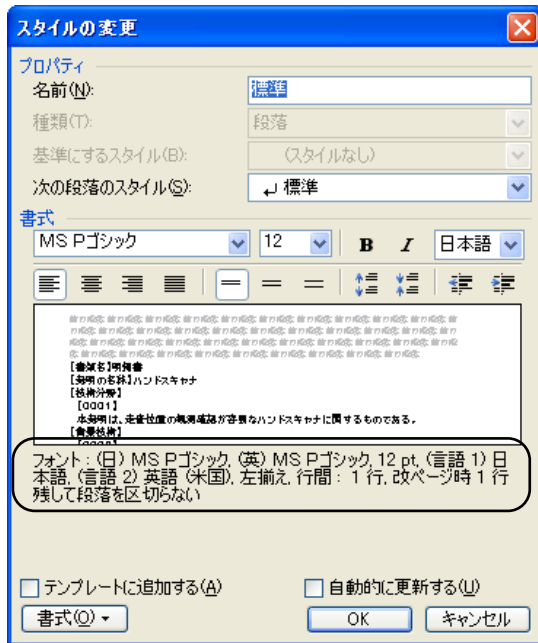 スタイルの変更
プロパティ
名前(N):
標準
種類(T):
段落
基準にするスタイル(B):
(スタイルなし)
次の段落のスタイル(S):
↵ 標準
書式
MS Pゴシック
12
B
I
日本語
【書類名】明細書
【発明の名称】ハンドスキャナ
【技術分野】
【0001】
本発明は、走査位置の観測確認が容易なハンドスキャナに関するものである。
【背景技術】
フォント : (日) MS Pゴシック, (英) MS Pゴシック, 12 pt, (言語 1) 日
本語, (言語 2) 英語 (米国), 左揃え, 行間 : 1 行, 改ページ時 1 行
残して段落を区切らない
テンプレートに追加する(A)
自動的に更新する(U)
書式(O)
OK
キャンセル